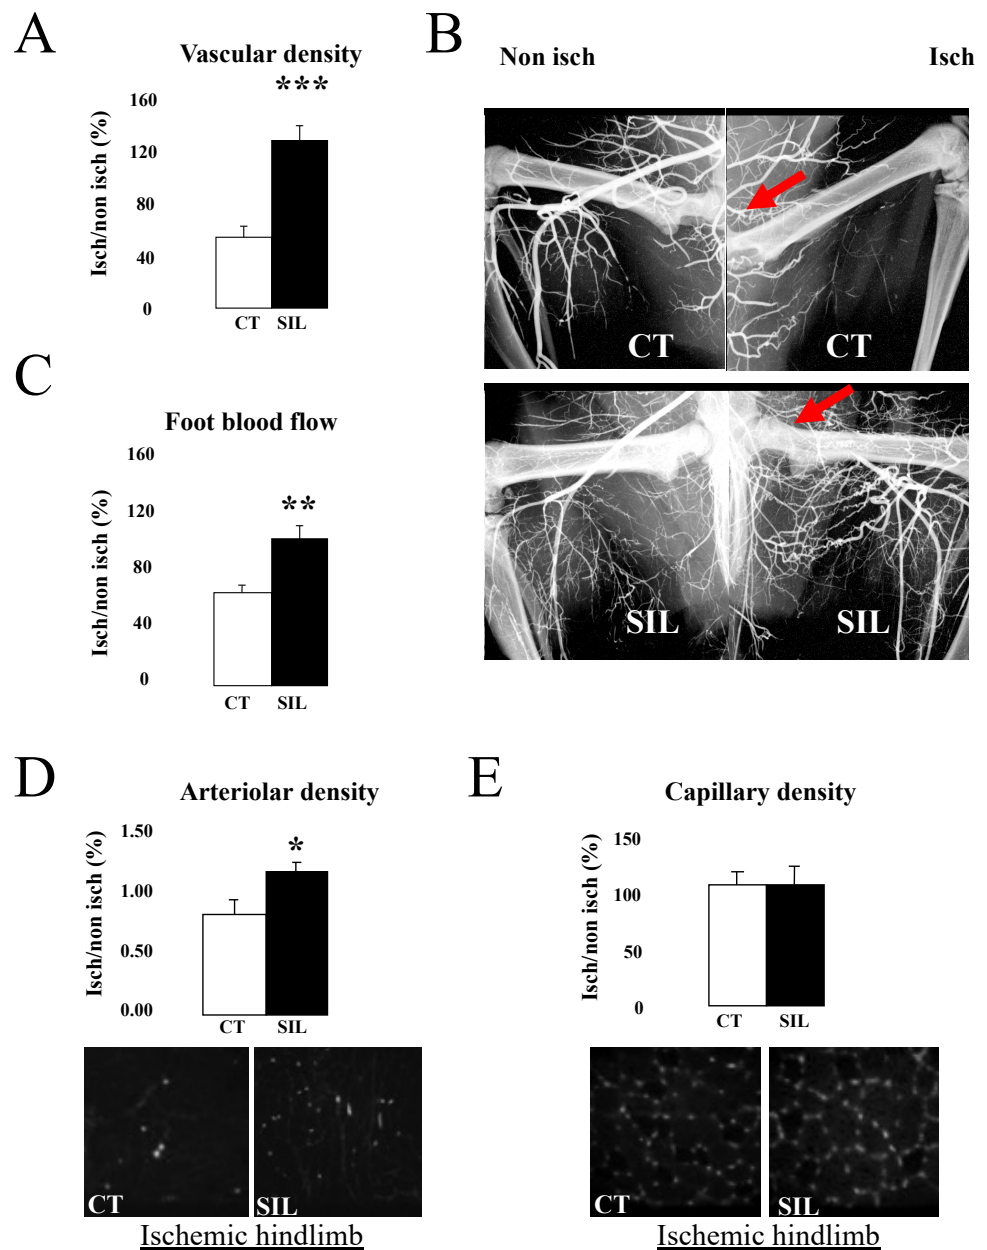 A
Vascular density
***
Isch/non isch (%)
160
120
80
40
0
CT SIL
B
Non isch Isch
CT CT
SIL SIL
C
Foot blood flow
**
Isch/non isch (%)
160
120
80
40
0
CT SIL
D
Arteriolar density
*
Isch/non isch (%)
1.50
1.00
0.50
0.00
CT SIL
CT SIL
Ischemic hindlimb
E
Capillary density
Isch/non isch (%)
150
100
50
0
CT SIL
CT SIL
Ischemic hindlimb